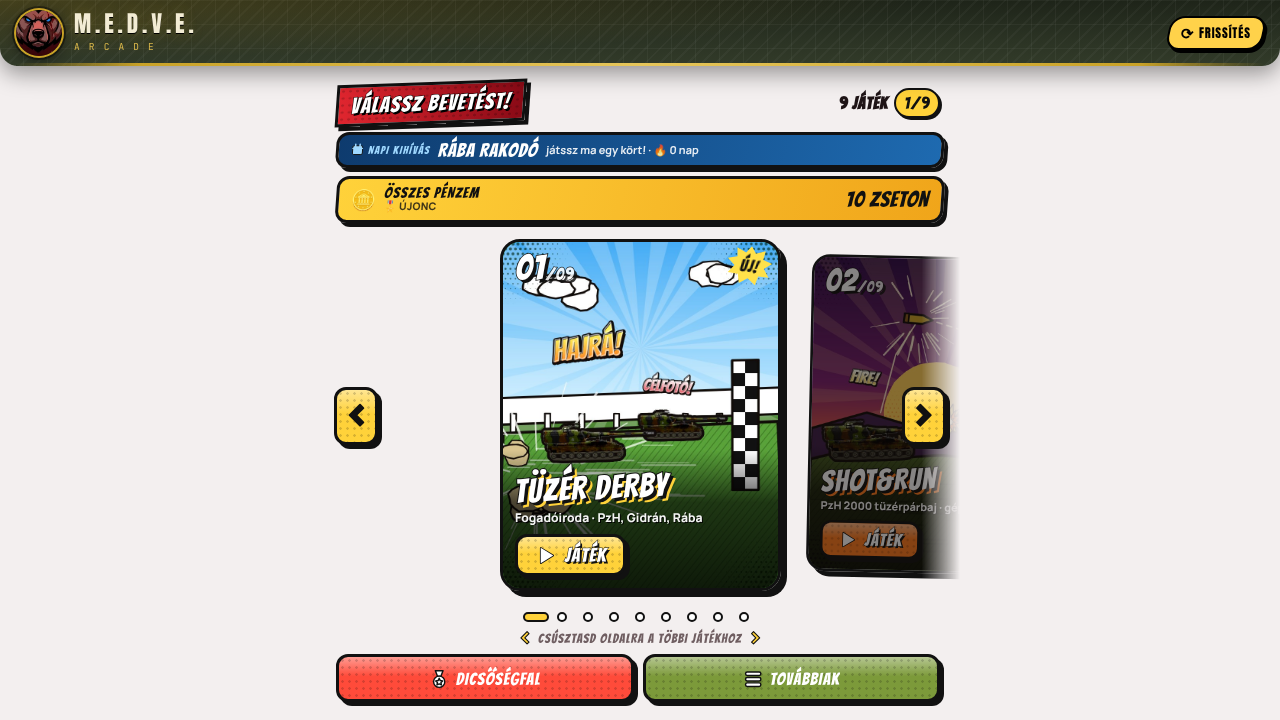 M.E.D.V.E.
ARCADE
⟳ FRISSÍTÉS
VÁLASSZ BEVETÉST!
9 JÁTÉK 1/9
NAPI KIHÍVÁS RÁBA RAKODÓ játssz ma egy kört! · 🔥 0 nap
ÖSSZES PÉNZEM
ÚJONC
10 ZSETON
01/09
ÚJ!
HAJRÁ!
CÉLFOTÓ!
TÜZÉR DERBY
Fogadóiroda · PzH, Gidrán, Rába
JÁTÉK
02/09
FIRE!
SHOT&RUN
PzH 2000 tüzérpárbaj ·
JÁTÉK
CSÚSZTASD OLDALRA A TÖBBI JÁTÉKHOZ
DICSŐSÉGFAL
TOVÁBBIAK